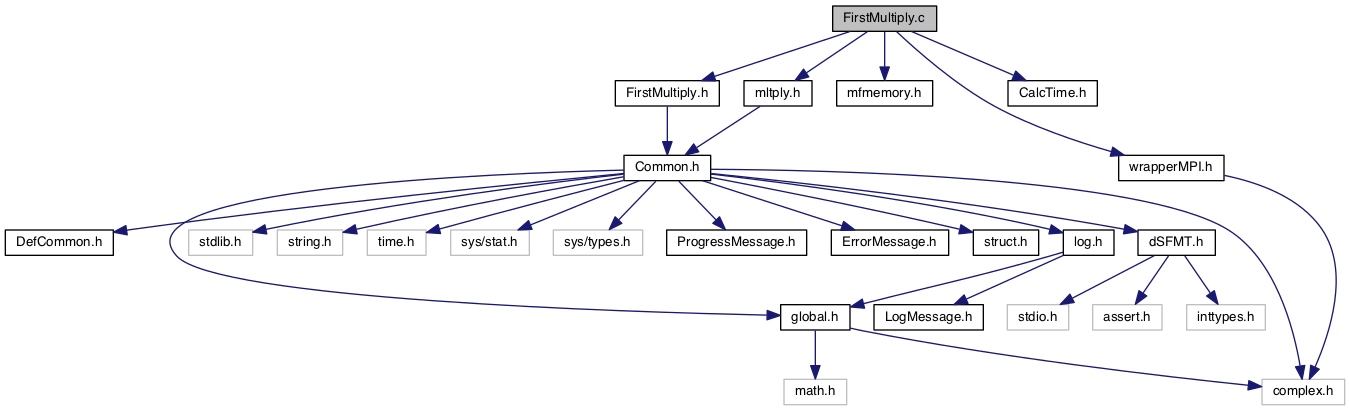 FirstMultiply.c
FirstMultiply.h
mltply.h
mfmemory.h
CalcTime.h
Common.h
wrapperMPI.h
DefCommon.h
stdlib.h
string.h
time.h
sys/stat.h
sys/types.h
ProgressMessage.h
ErrorMessage.h
struct.h
log.h
dSFMT.h
global.h
LogMessage.h
stdio.h
assert.h
inttypes.h
math.h
complex.h